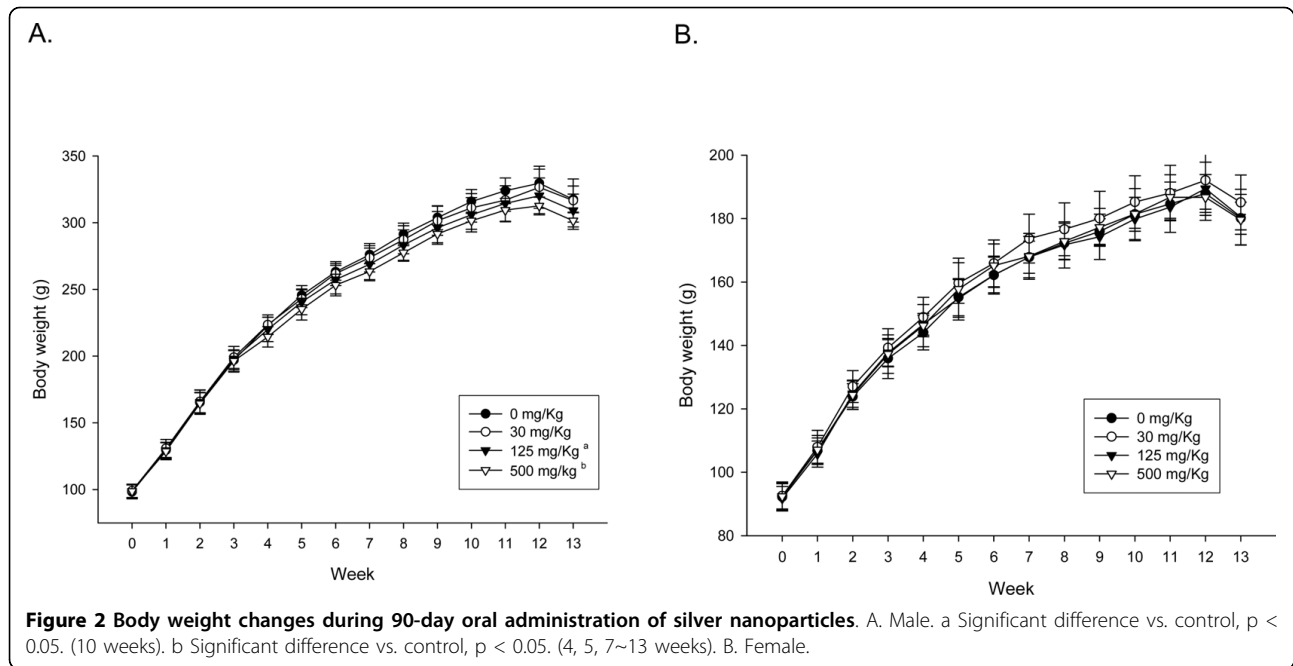 A.
350
300
250
200
150
100
Body weight (g)
0 1 2 3 4 5 6 7 8 9 10 11 12 13
Week
0 mg/Kg
30 mg/Kg
125 mg/Kg a
500 mg/kg b
B.
200
180
160
140
120
100
80
Body weight (g)
0 1 2 3 4 5 6 7 8 9 10 11 12 13
Week
0 mg/Kg
30 mg/Kg
125 mg/Kg
500 mg/Kg
Figure 2 Body weight changes during 90-day oral administration of silver nanoparticles. A. Male. a Significant difference vs. control, p <
0.05. (10 weeks). b Significant difference vs. control, p < 0.05. (4, 5, 7~13 weeks). B. Female.